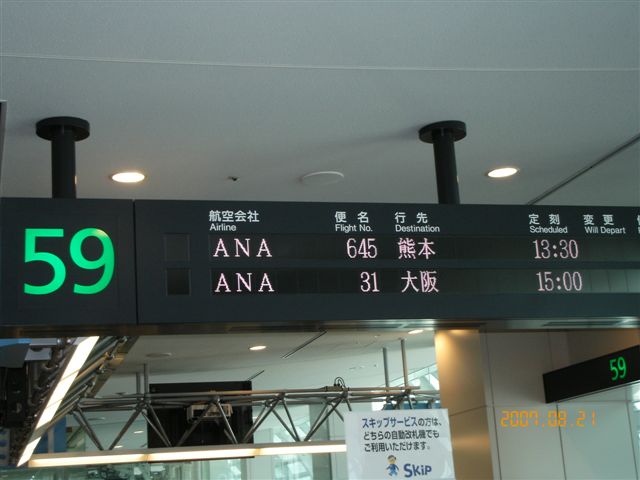 59
航空会社 便名 行先 定刻 変更
Airline Flight No. Destination Scheduled Will Depart
ANA 645 熊本 13:30
ANA 31 大阪 15:00
59
スキップサービスの方は、
どちらの自動改札機でも
ご利用いただけます。
SKiP
2007.08.21